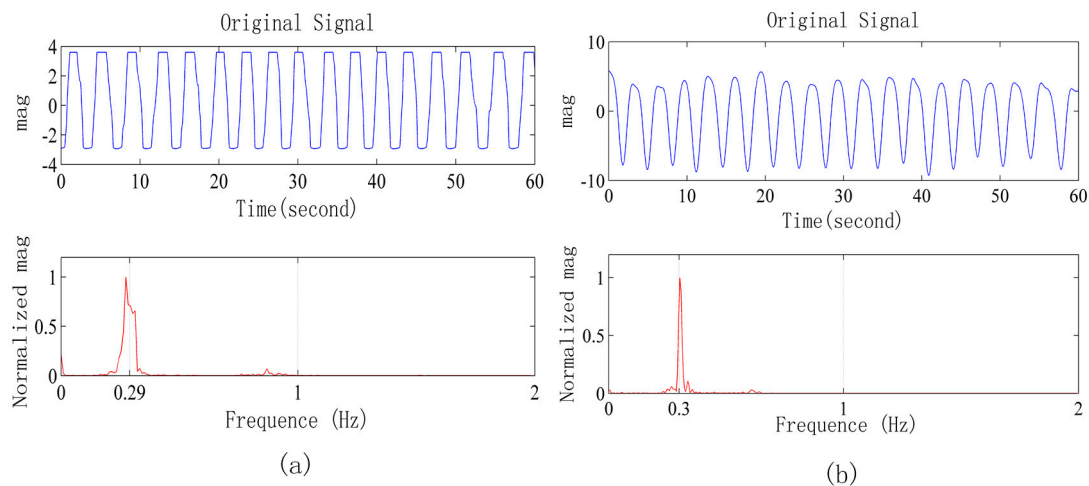 Original Signal
4
2
0
-2
-4
mag
0 10 20 30 40 50 60
Time(second)
1
0.5
0
Normalized mag
0 0.29 1 2
Frequence (Hz)
(a)
Original Signal
10
0
-10
mag
0 10 20 30 40 50 60
Time(second)
1
0.5
0
Normalized mag
0 0.3 1 2
Frequence (Hz)
(b)